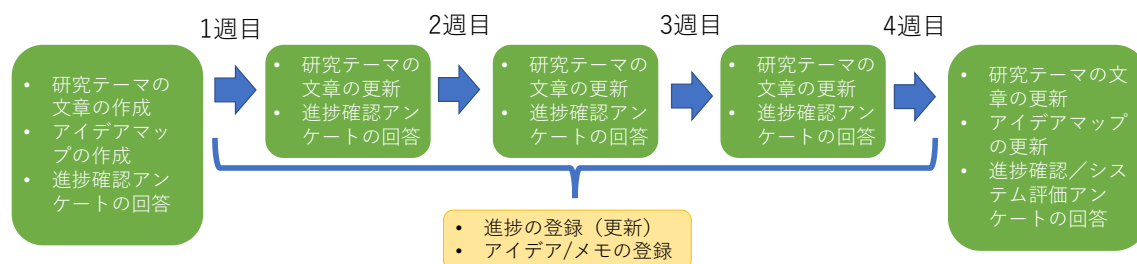 1週目
2週目
3週目
4週目
• 研究テーマの
文章の作成
• アイデアマッ
プの作成
• 進捗確認アン
ケートの回答
• 研究テーマの
文章の更新
• 進捗確認アン
ケートの回答
• 研究テーマの
文章の更新
• 進捗確認アン
ケートの回答
• 研究テーマの
文章の更新
• 進捗確認アン
ケートの回答
• 研究テーマの文
章の更新
• アイデアマップ
の更新
• 進捗確認／シス
テム評価アン
ケートの回答
• 進捗の登録（更新）
• アイデア/メモの登録